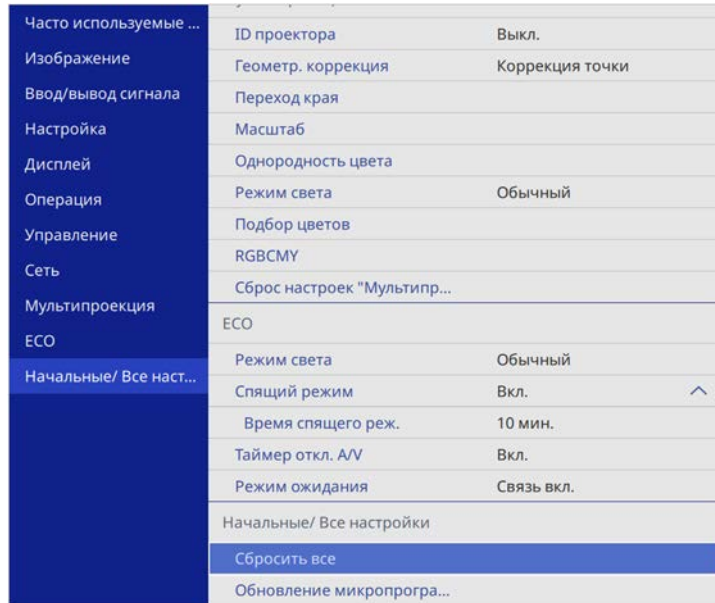 Часто используемые ...
Изображение
Ввод/вывод сигнала
Настройка
Дисплей
Операция
Управление
Сеть
Мультипроекция
ECO
Начальные/ Все наст...
ID проектора Выкл.
Геометр. коррекция Коррекция точки
Переход края
Масштаб
Однородность цвета
Режим света Обычный
Подбор цветов
RGBCMY
Сброс настроек "Мультипр...
ECO
Режим света Обычный
Спящий режим Вкл.
Время спящего реж. 10 мин.
Таймер откл. A/V Вкл.
Режим ожидания Связь вкл.
Начальные/ Все настройки
Сбросить все
Обновление микропрогра...